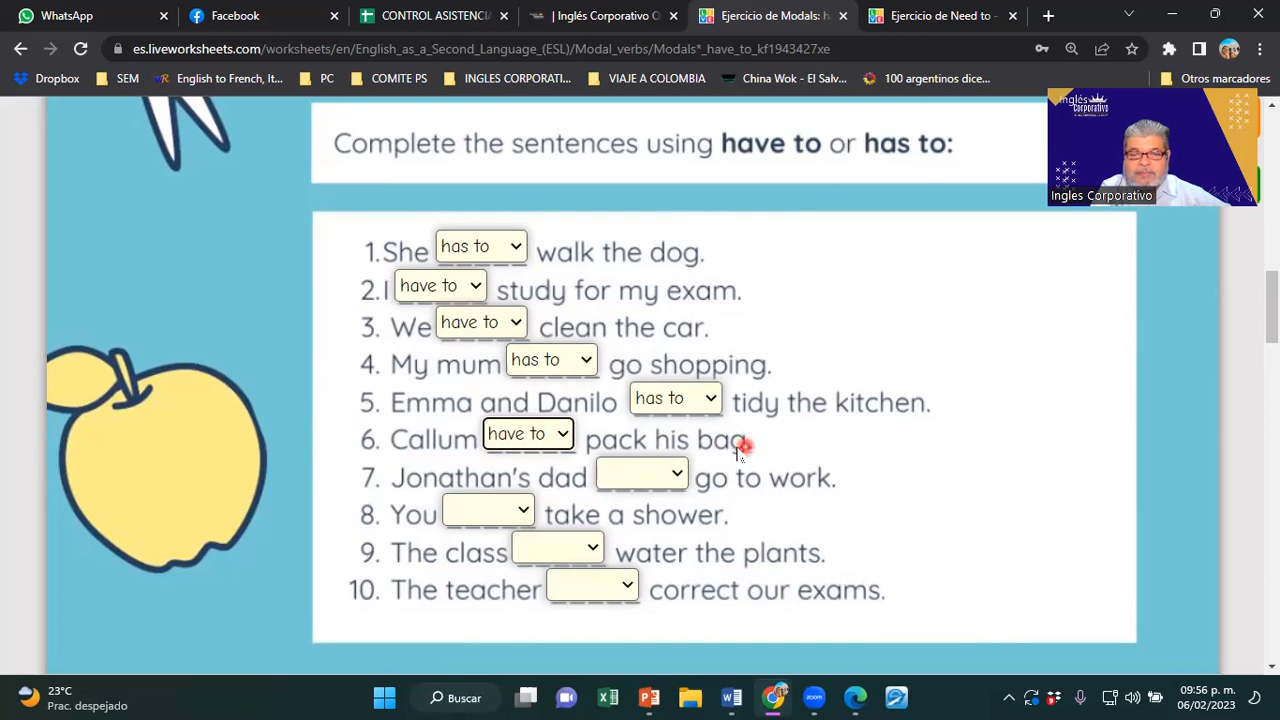 WhatsApp
Facebook
CONTROL ASISTENCIA
| Inglés Corporativo O
Ejercicio de Modals: ha
Ejercicio de Need to -
es.liveworksheets.com/worksheets/en/English_as_a_Second_Language_(ESL)/Modal_verbs/Modals*_have_to_kf1943427xe
Dropbox
SEM
English to French, It...
PC
COMITE PS
INGLES CORPORATI...
VIAJE A COLOMBIA
China Wok - El Salv...
100 argentinos dice...
Otros marcadores
Complete the sentences using have to or has to:
Inglés
Corporativo
Ingles Corporativo
1. She has to walk the dog.
2. I have to study for my exam.
3. We have to clean the car.
4. My mum has to go shopping.
5. Emma and Danilo has to tidy the kitchen.
6. Callum have to pack his bag
7. Jonathan's dad go to work.
8. You take a shower.
9. The class water the plants.
10. The teacher correct our exams.
23°C
Prac. despejado
Buscar
zoom
09:56 p. m.
06/02/2023